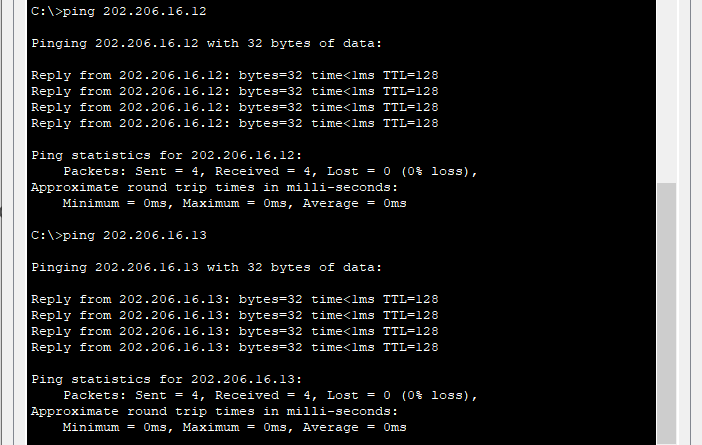 C:\>ping 202.206.16.12
Pinging 202.206.16.12 with 32 bytes of data:
Reply from 202.206.16.12: bytes=32 time<1ms TTL=128
Reply from 202.206.16.12: bytes=32 time<1ms TTL=128
Reply from 202.206.16.12: bytes=32 time<1ms TTL=128
Reply from 202.206.16.12: bytes=32 time<1ms TTL=128
Ping statistics for 202.206.16.12:
    Packets: Sent = 4, Received = 4, Lost = 0 (0% loss),
Approximate round trip times in milli-seconds:
    Minimum = 0ms, Maximum = 0ms, Average = 0ms
C:\>ping 202.206.16.13
Pinging 202.206.16.13 with 32 bytes of data:
Reply from 202.206.16.13: bytes=32 time<1ms TTL=128
Reply from 202.206.16.13: bytes=32 time<1ms TTL=128
Reply from 202.206.16.13: bytes=32 time<1ms TTL=128
Reply from 202.206.16.13: bytes=32 time<1ms TTL=128
Ping statistics for 202.206.16.13:
    Packets: Sent = 4, Received = 4, Lost = 0 (0% loss),
Approximate round trip times in milli-seconds:
    Minimum = 0ms, Maximum = 0ms, Average = 0ms